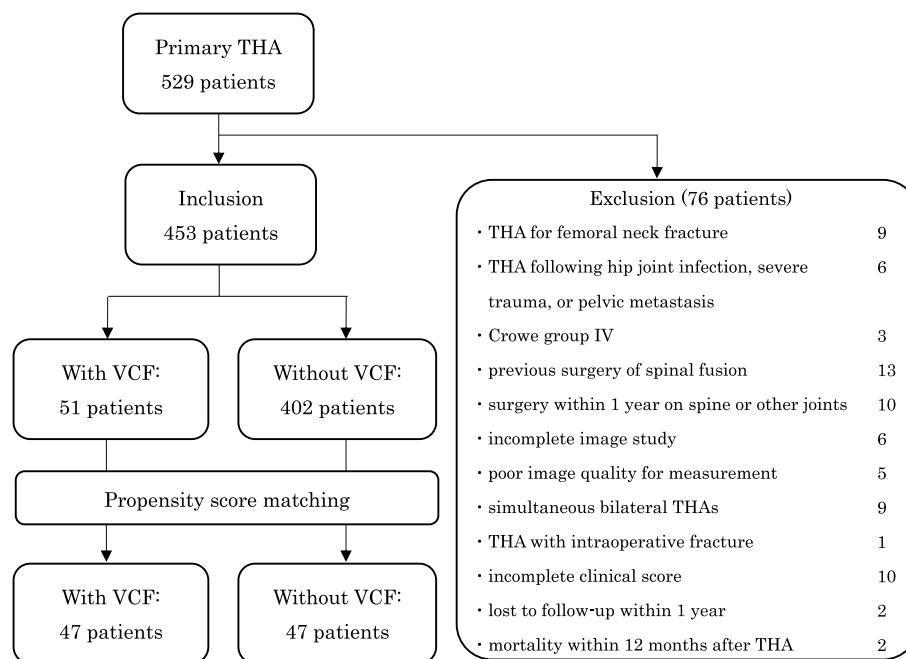 Primary THA
529 patients
Inclusion
453 patients
With VCF:
51 patients
Without VCF:
402 patients
Propensity score matching
With VCF:
47 patients
Without VCF:
47 patients
Exclusion (76 patients)
・THA for femoral neck fracture 9
・THA following hip joint infection, severe 6
trauma, or pelvic metastasis
・Crowe group IV 3
・previous surgery of spinal fusion 13
・surgery within 1 year on spine or other joints 10
・incomplete image study 6
・poor image quality for measurement 5
・simultaneous bilateral THAs 9
・THA with intraoperative fracture 1
・incomplete clinical score 10
・lost to follow-up within 1 year 2
・mortality within 12 months after THA 2